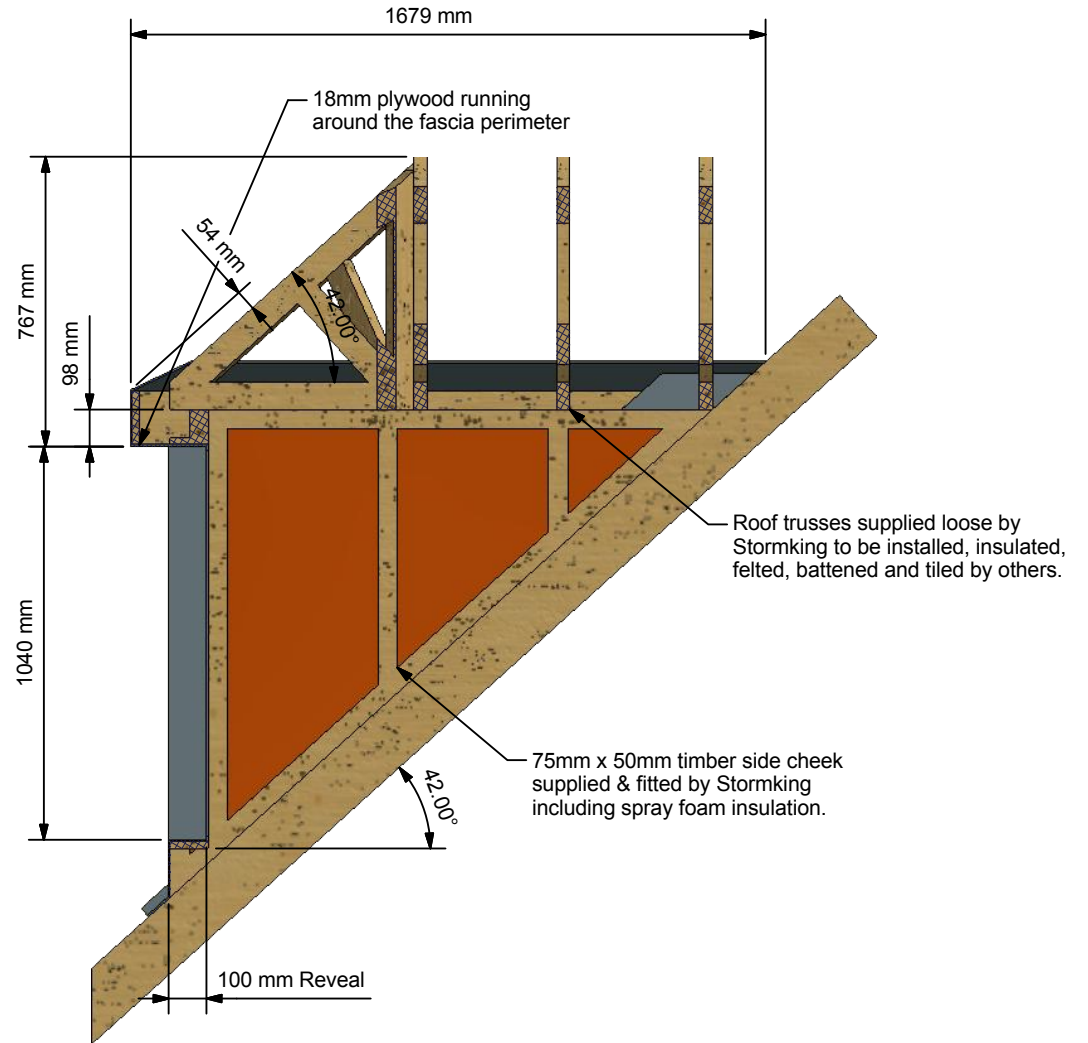 1679 mm
18mm plywood running
around the fascia perimeter
54 mm
42.00°
767 mm
98 mm
Roof trusses supplied loose by
Stormking to be installed, insulated,
felted, battened and tiled by others.
1040 mm
75mm x 50mm timber side cheek
supplied & fitted by Stormking
including spray foam insulation.
42.00°
100 mm Reveal